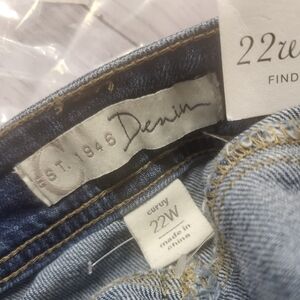 22W
FIND
EST. 1946 Denim
curvy
22W
made in
china